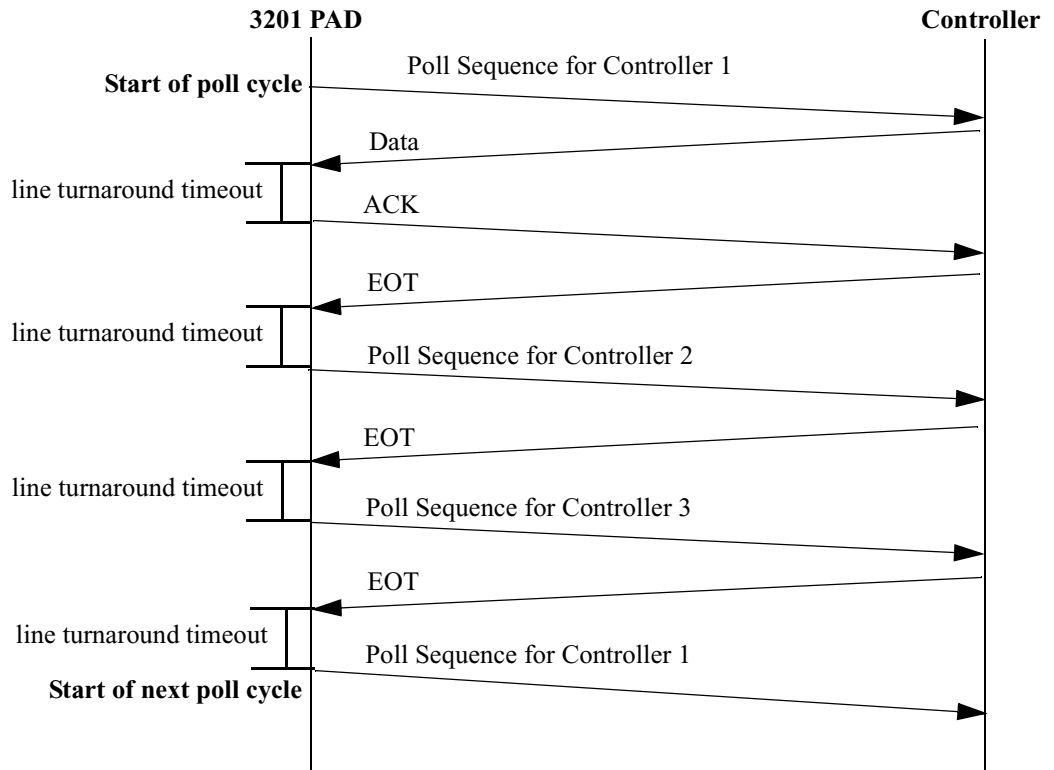 3201 PAD
Controller
Poll Sequence for Controller 1
Start of poll cycle
Data
line turnaround timeout
ACK
EOT
line turnaround timeout
Poll Sequence for Controller 2
EOT
line turnaround timeout
Poll Sequence for Controller 3
EOT
line turnaround timeout
Poll Sequence for Controller 1
Start of next poll cycle